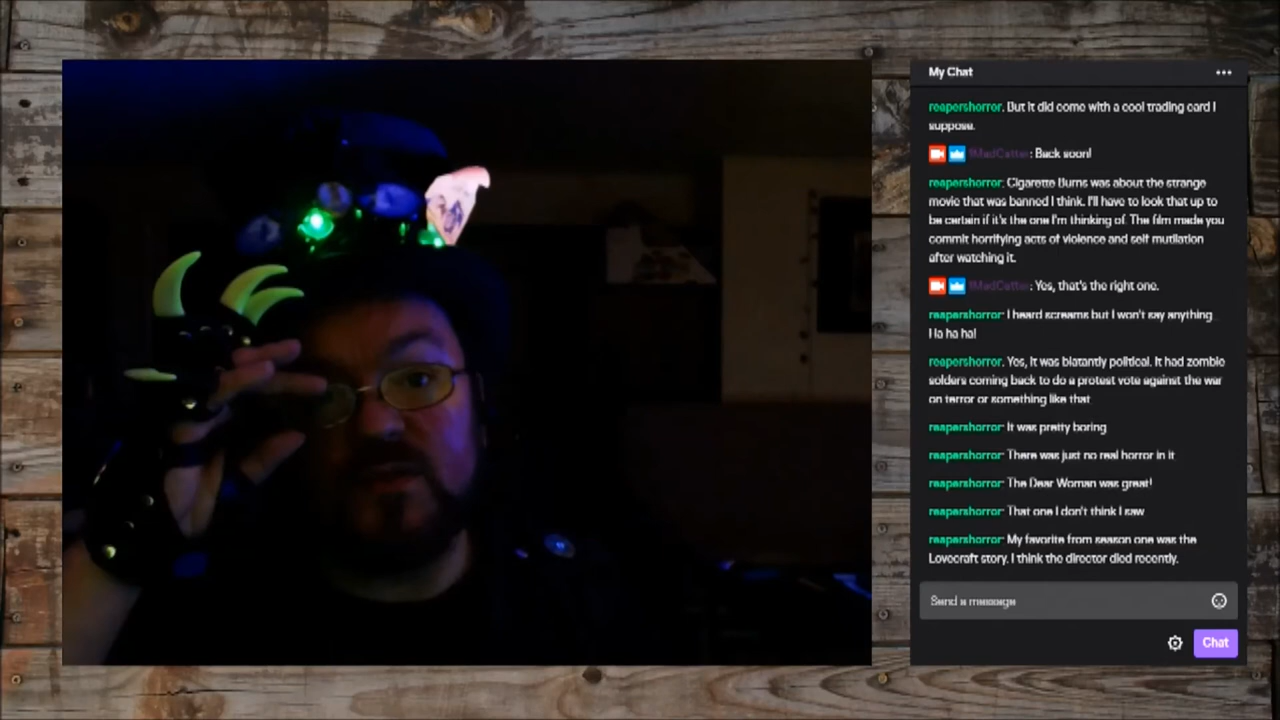 My Chat
reapershorror: But it did come with a cool trading card I
suppose.
!MadCatter: Back soon!
reapershorror: Cigarette Burns was about the strange
movie that was banned I think. I'll have to look that up to
be certain if it's the one I'm thinking of. The film made you
commit horrifying acts of violence and self mutilation
after watching it.
!MadCatter: Yes, that's the right one.
reapershorror: I heard screams but I won't say anything.
Ha ha ha!
reapershorror: Yes, it was blatantly political. It had zombie
solders coming back to do a protest vote against the war
on terror or something like that
reapershorror: It was pretty boring
reapershorror: There was just no real horror in it
reapershorror: The Dear Woman was great!
reapershorror: That one I don't think I saw
reapershorror: My favorite from season one was the
Lovecraft story. I think the director died recently.
Send a message
Chat